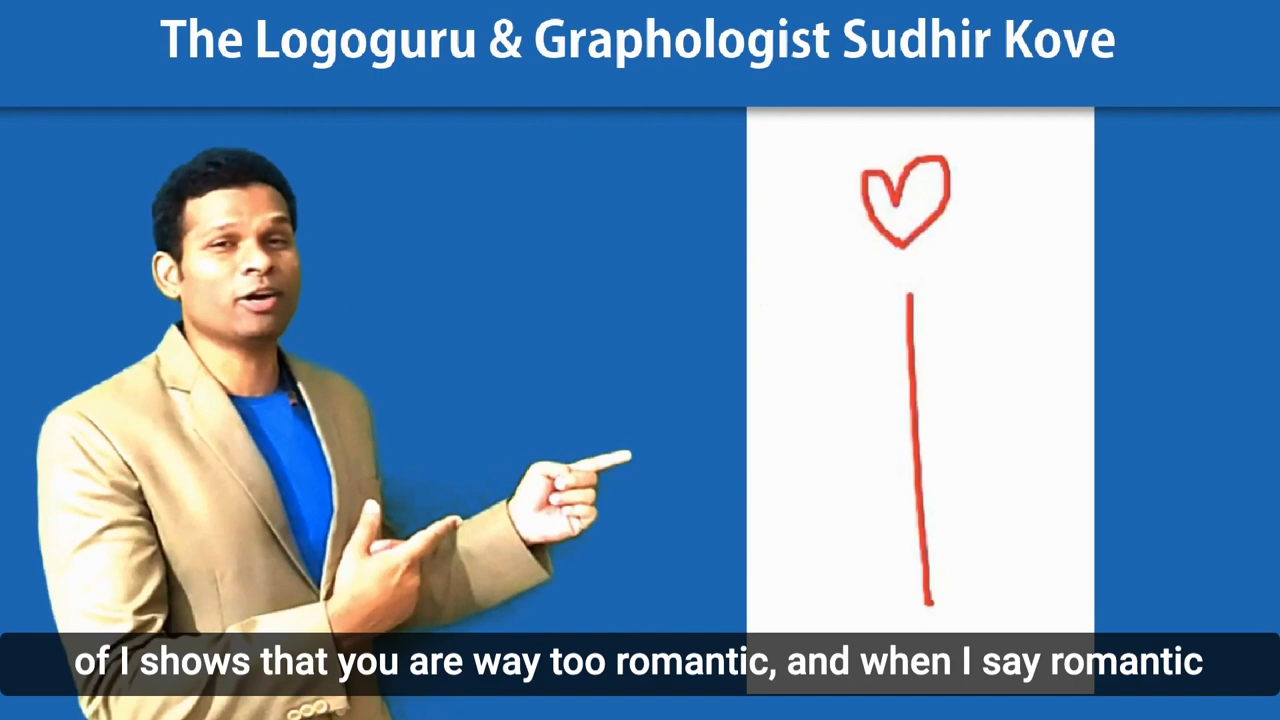 The Logoguru & Graphologist Sudhir Kove
of I shows that you are way too romantic, and when I say romantic